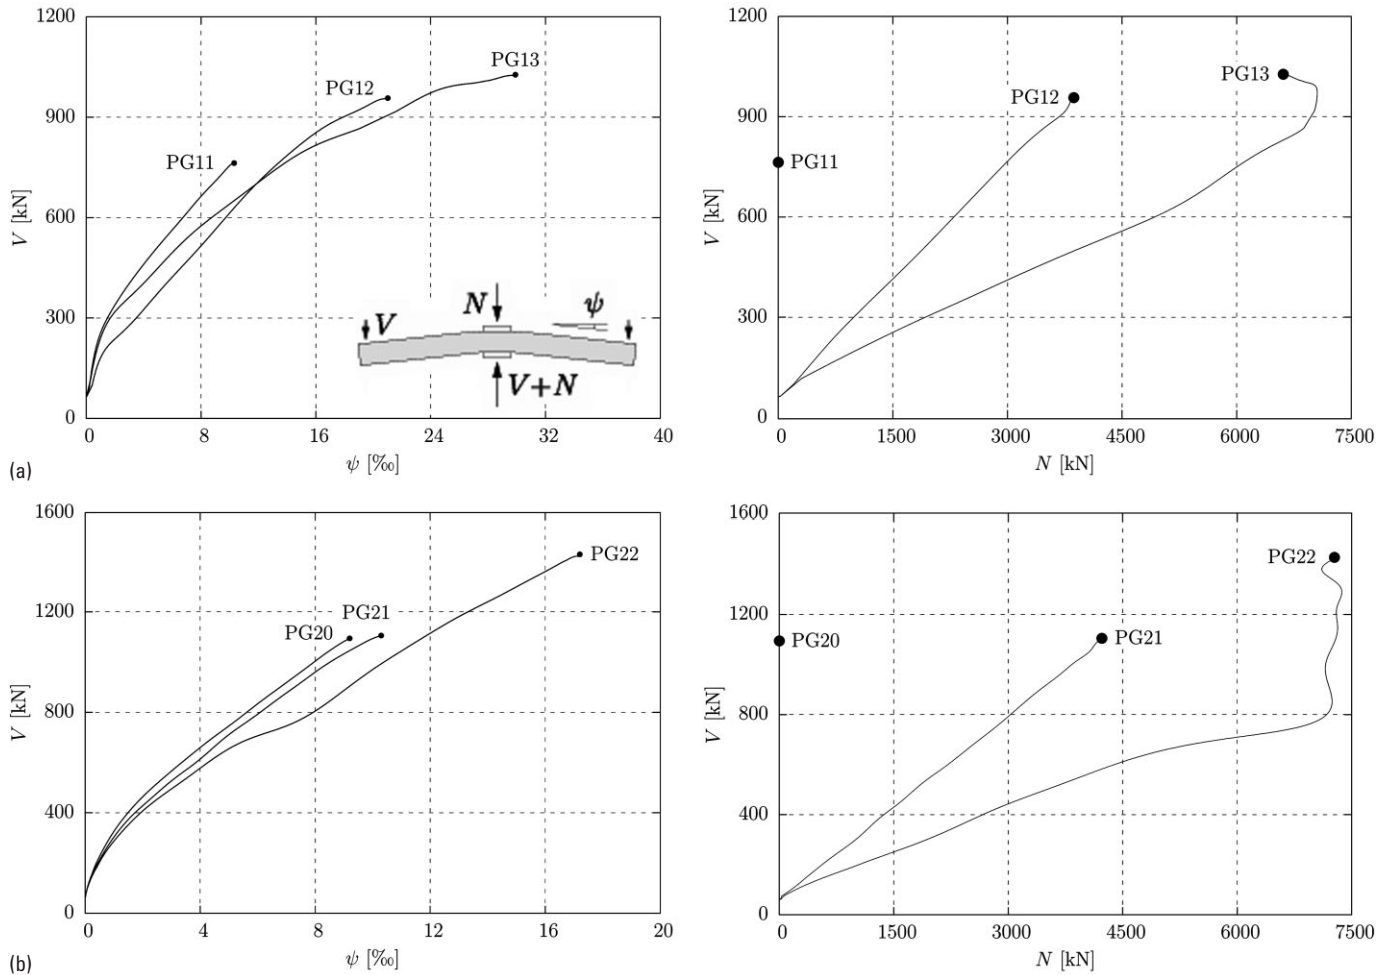 1200
900
600
300
0
V [kN]
PG11
PG12
PG13
N
V
ψ
V+N
0 8 16 24 32 40
ψ [‰]
(a)
1200
900
600
300
0
V [kN]
PG13
PG12
PG11
0 1500 3000 4500 6000 7500
N [kN]
1600
1200
800
400
0
V [kN]
PG22
PG21
PG20
0 4 8 12 16 20
ψ [‰]
(b)
1600
1200
800
400
0
V [kN]
PG22
PG20
PG21
0 1500 3000 4500 6000 7500
N [kN]